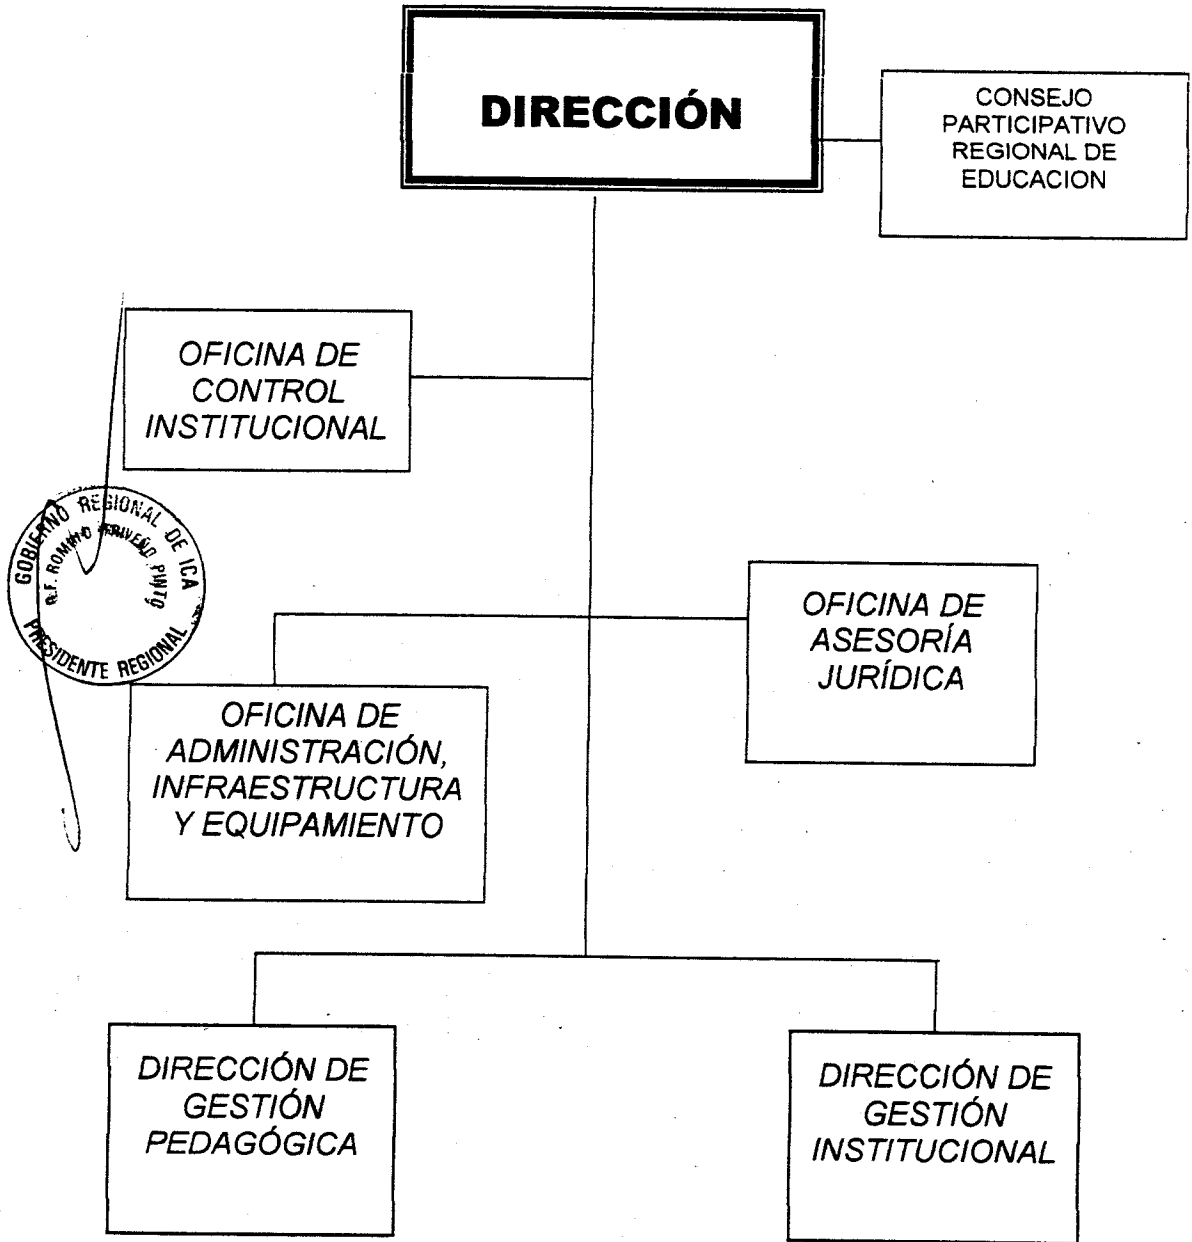 DIRECCIÓN
CONSEJO
PARTICIPATIVO
REGIONAL DE
EDUCACION
OFICINA DE
CONTROL
INSTITUCIONAL
GOBIERNO REGIONAL DE ICA
PINTO
PRESIDENTE REGIONAL
OFICINA DE
ASESORÍA
JURÍDICA
OFICINA DE
ADMINISTRACIÓN,
INFRAESTRUCTURA
Y EQUIPAMIENTO
DIRECCIÓN DE
GESTIÓN
PEDAGÓGICA
DIRECCIÓN DE
GESTIÓN
INSTITUCIONAL